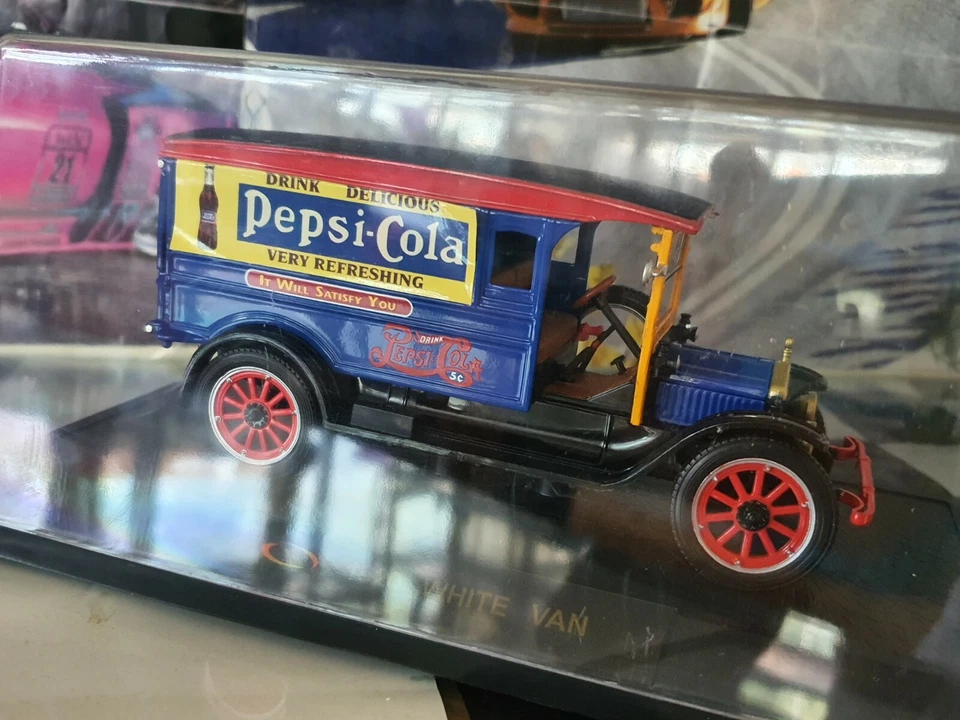 DRINK DELICIOUS
Pepsi-Cola
VERY REFRESHING
IT WILL SATISFY YOU
DRINK
PEPSI-COLA
5¢
21
WHITE VAN